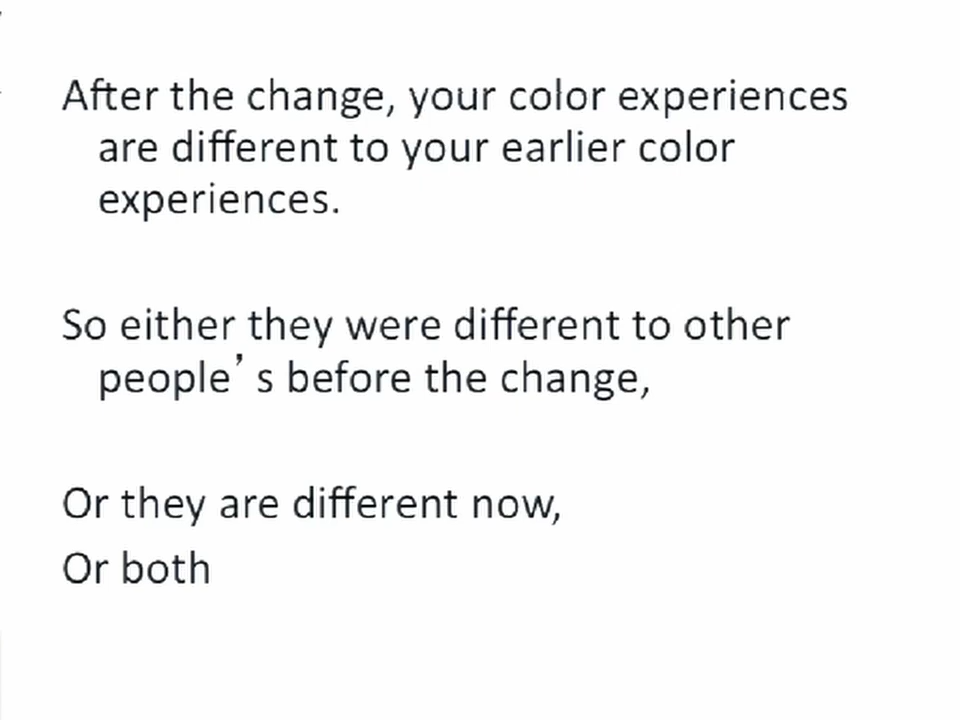 After the change, your color experiences
are different to your earlier color
experiences.
So either they were different to other
people’s before the change,
Or they are different now,
Or both